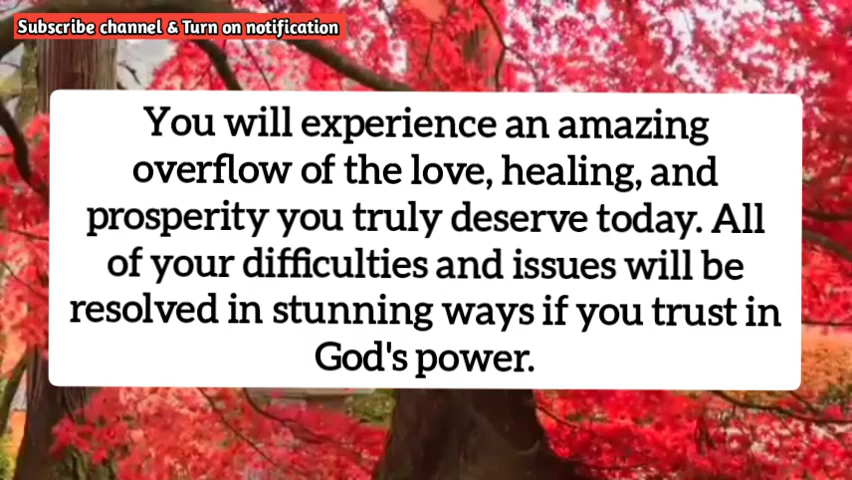 Subscribe channel & Turn on notification
You will experience an amazing
overflow of the love, healing, and
prosperity you truly deserve today. All
of your difficulties and issues will be
resolved in stunning ways if you trust in
God's power.